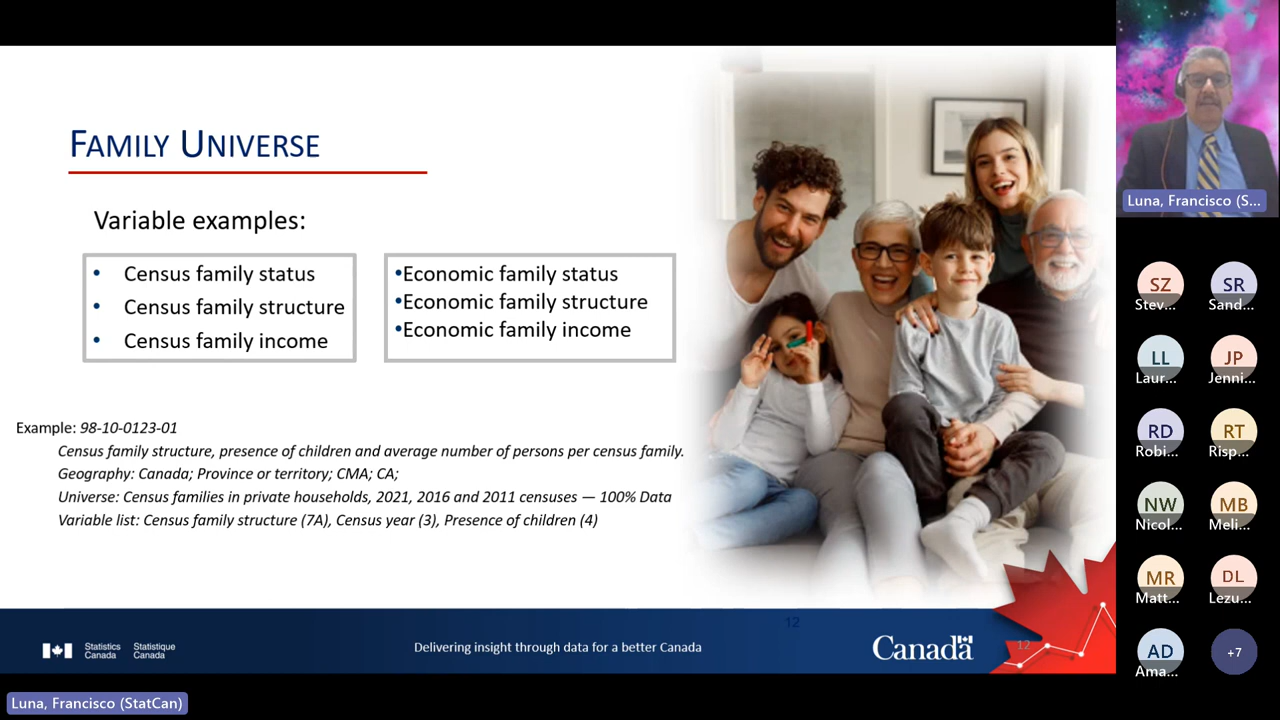 FAMILY UNIVERSE
Variable examples:
• Census family status
• Census family structure
• Census family income
•Economic family status
•Economic family structure
•Economic family income
Example: 98-10-0123-01
Census family structure, presence of children and average number of persons per census family.
Geography: Canada; Province or territory; CMA; CA;
Universe: Census families in private households, 2021, 2016 and 2011 censuses — 100% Data
Variable list: Census family structure (7A), Census year (3), Presence of children (4)
12
Statistics Canada
Statistique Canada
Delivering insight through data for a better Canada
Canada
12
Luna, Francisco (StatCan)
Luna, Francisco (S...
SZ
Stev...
SR
Sand...
LL
Laur...
JP
Jenni...
RD
Robi...
RT
Risp...
NW
Nicol...
MB
Meli...
MR
Matt...
DL
Lezu...
AD
Ama...
+7